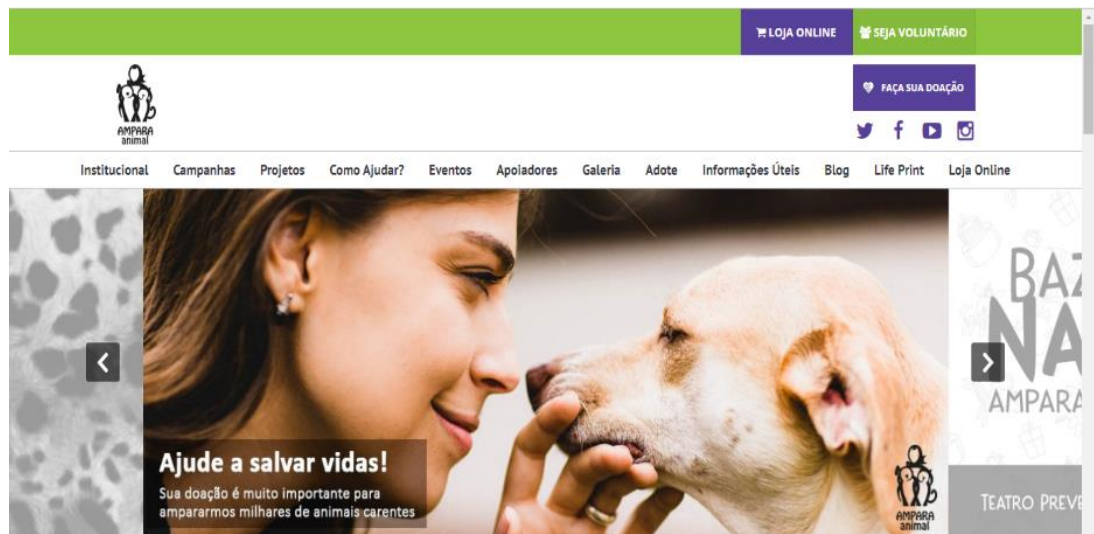 LOJA ONLINE
SEJA VOLUNTÁRIO
FAÇA SUA DOAÇÃO
AMPARA
animal
Institucional Campanhas Projetos Como Ajudar? Eventos Apoiadores Galeria Adote Informações Úteis Blog Life Print Loja Online
Ajude a salvar vidas!
Sua doação é muito importante para
ampararmos milhares de animais carentes
AMPARA
animal
BAZ
NA
AMPARA
TEATRO PREVE